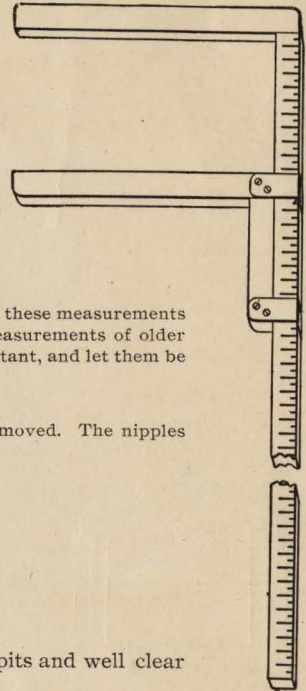 these measurements
easurements of older
tant, and let them be
moved. The nipples
pits and well clear